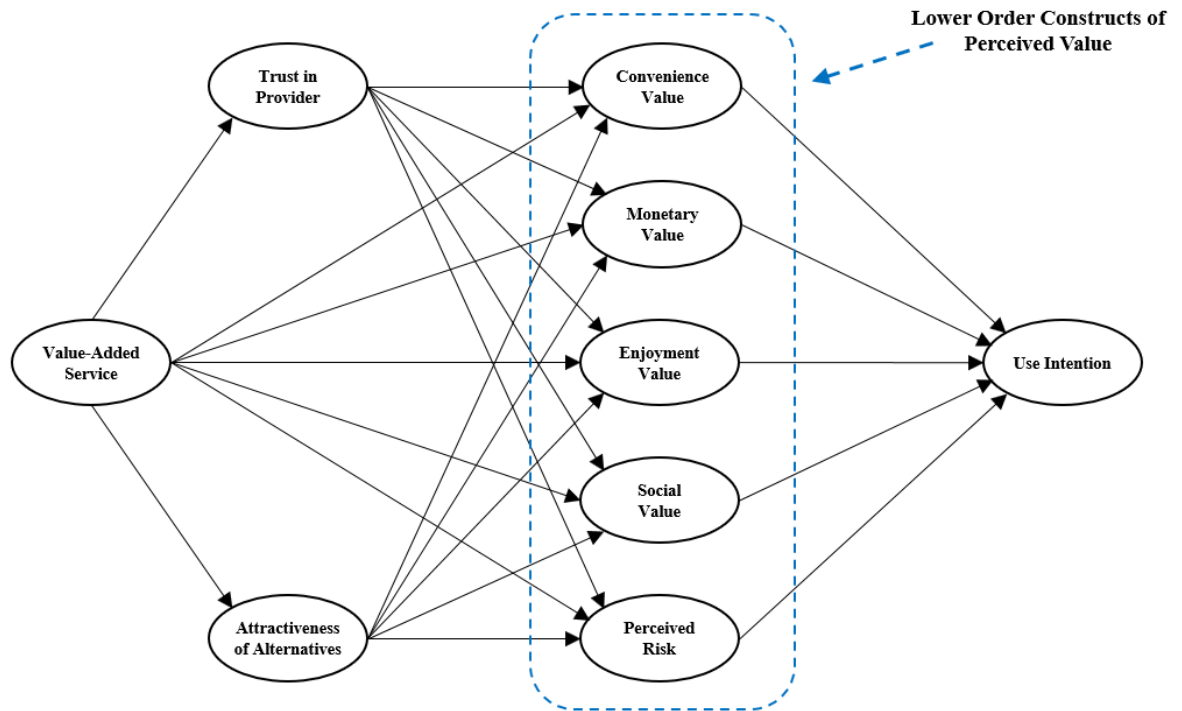 Lower Order Constructs of
Perceived Value
Trust in
Provider
Convenience
Value
Monetary
Value
Value-Added
Service
Enjoyment
Value
Use Intention
Social
Value
Attractiveness
of Alternatives
Perceived
Risk